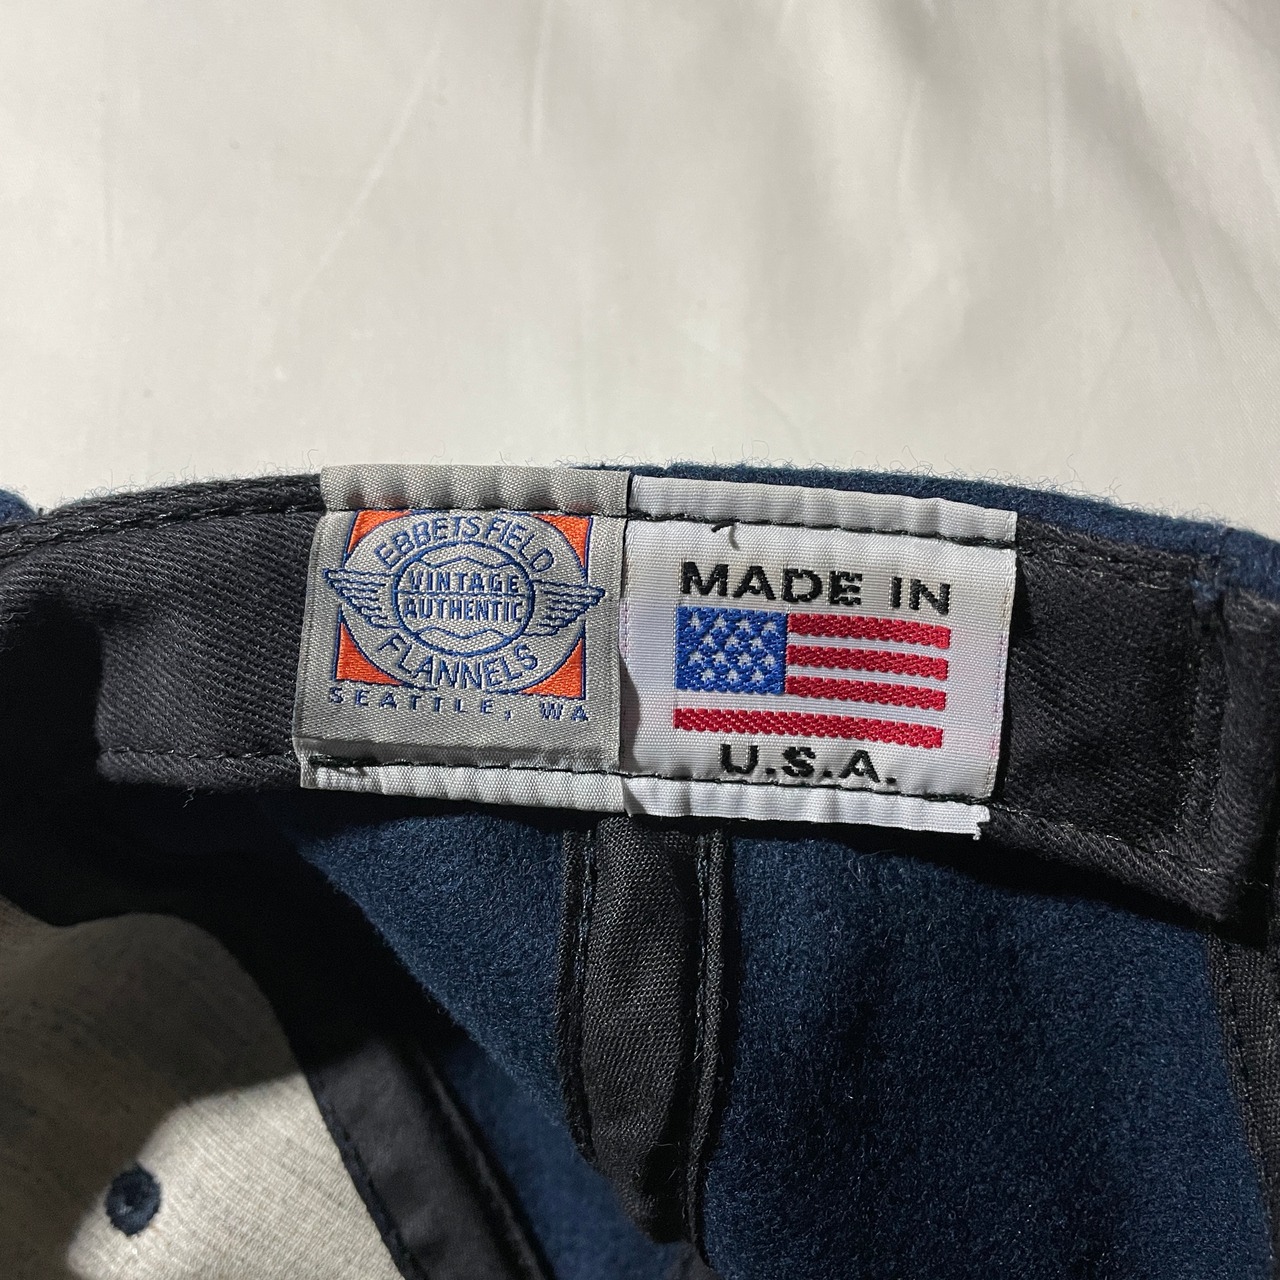 EBBETS FIELD
VINTAGE
AUTHENTIC
FLANNELS
SEATTLE, WA
MADE IN
U.S.A.